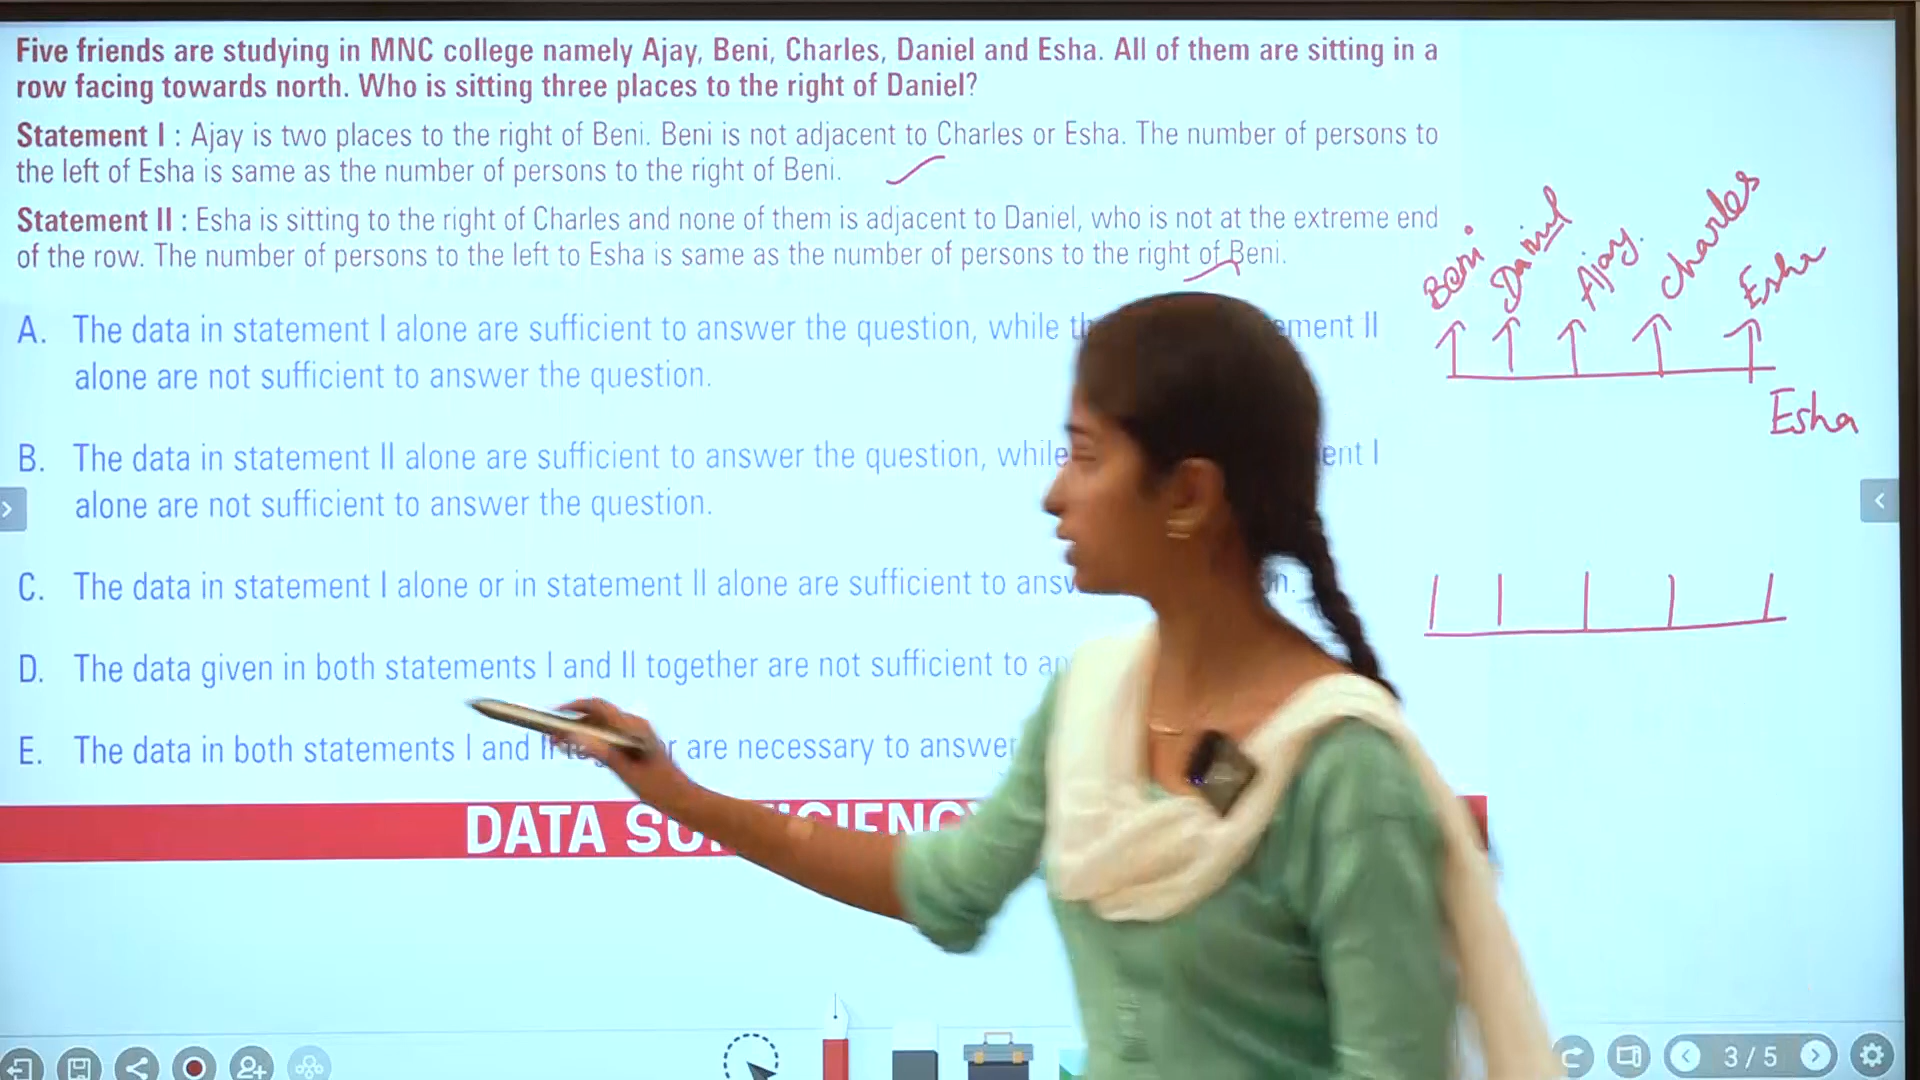 Five friends are studying in MNC college namely Ajay, Beni, Charles, Daniel and Esha. All of them are sitting in a
row facing towards north. Who is sitting three places to the right of Daniel?
Statement I : Ajay is two places to the right of Beni. Beni is not adjacent to Charles or Esha. The number of persons to
the left of Esha is same as the number of persons to the right of Beni.
Statement II : Esha is sitting to the right of Charles and none of them is adjacent to Daniel, who is not at the extreme end
of the row. The number of persons to the left to Esha is same as the number of persons to the right of Beni.
Beni Daniel Ajay. Charles Esha
Esha
A. The data in statement I alone are sufficient to answer the question, while ment II
alone are not sufficient to answer the question.
B. The data in statement II alone are sufficient to answer the question, while ent I
alone are not sufficient to answer the question.
C. The data in statement I alone or in statement II alone are sufficient to
D. The data given in both statements I and II together are not sufficient to
E. The data in both statements I and are necessary to answer
DATA
3 / 5